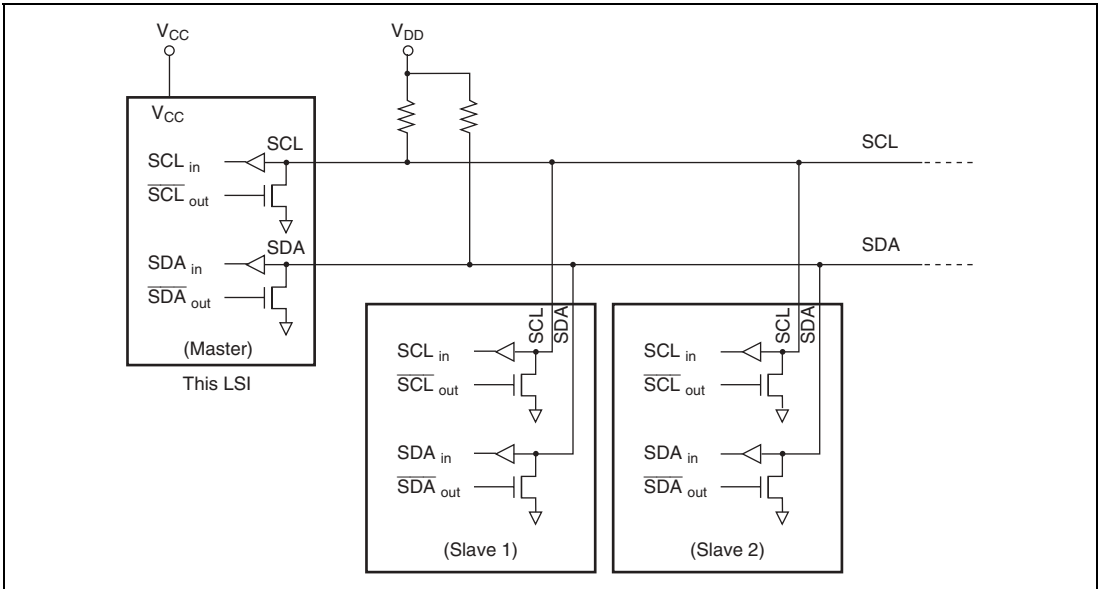 VCC
VDD
VCC
SCL
SCL in
SCL out
SDA
SDA in
SDA out
(Master)
This LSI
SCL
SDA
SCL
SDA
SCL in
SCL out
SDA in
SDA out
(Slave 1)
SCL
SDA
SCL in
SCL out
SDA in
SDA out
(Slave 2)